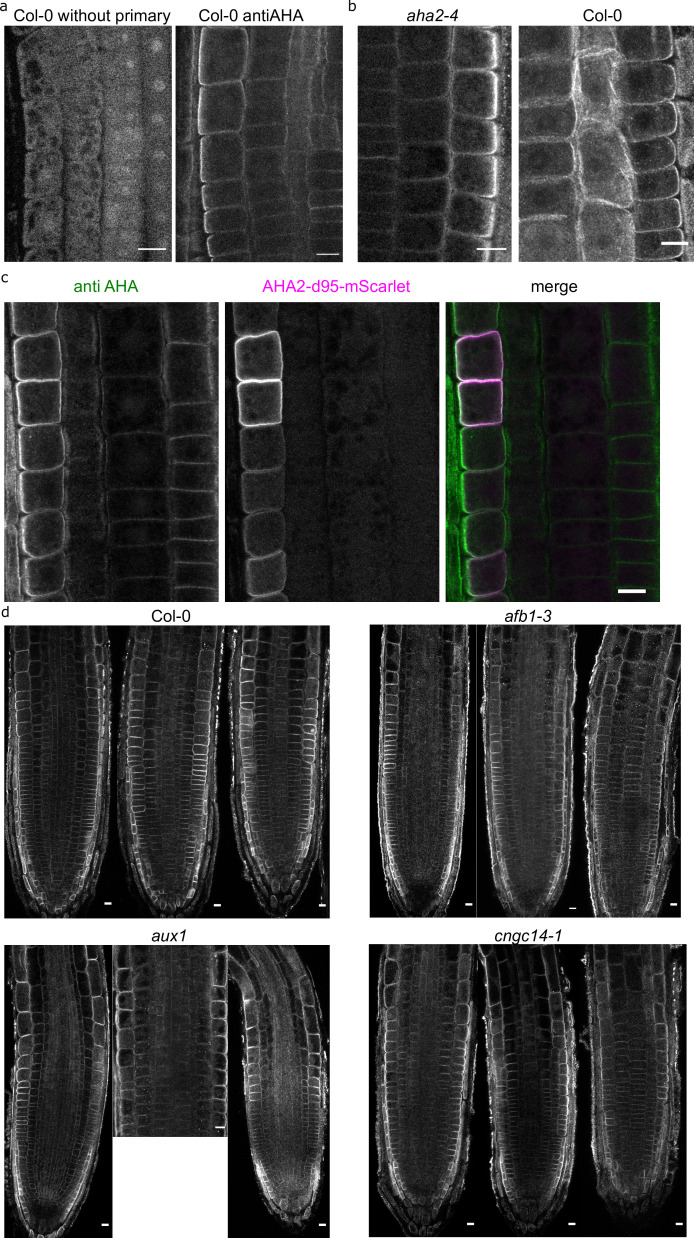 a
Col-0 without primary
Col-0 antiAHA
b
aha2-4
Col-0
c
anti AHA
AHA2-d95-mScarlet
merge
d
Col-0
afb1-3
aux1
cngc14-1